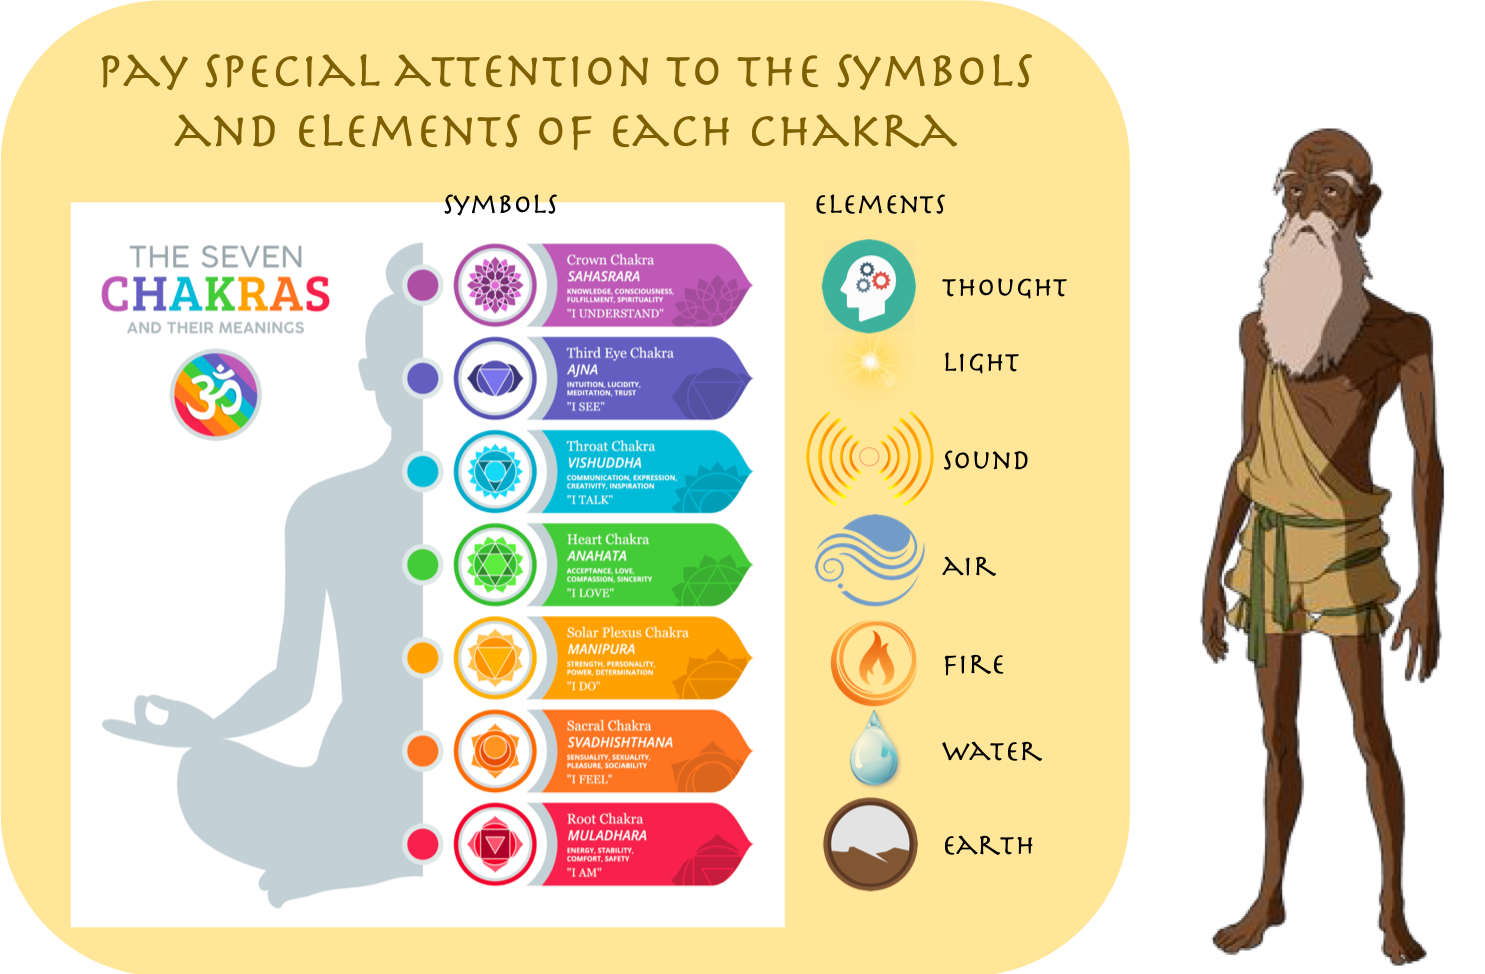 PAY SPECIAL ATTENTION TO THE SYMBOLS
AND ELEMENTS OF EACH CHAKRA
SYMBOLS
ELEMENTS
THE SEVEN
CHAKRAS
AND THEIR MEANINGS
ॐ
Crown Chakra
SAHASRARA
KNOWLEDGE, CONSCIOUSNESS,
FULFILLMENT, SPIRITUALITY
"I UNDERSTAND"
THOUGHT
Third Eye Chakra
AJNA
INTUITION, LUCIDITY,
MEDITATION, TRUST
"I SEE"
LIGHT
Throat Chakra
VISHUDDHA
COMMUNICATION, EXPRESSION,
CREATIVITY, INSPIRATION
"I TALK"
SOUND
Heart Chakra
ANAHATA
ACCEPTANCE, LOVE,
COMPASSION, SINCERITY
"I LOVE"
AIR
Solar Plexus Chakra
MANIPURA
STRENGTH, PERSONALITY,
POWER, DETERMINATION
"I DO"
FIRE
Sacral Chakra
SVADHISHTHANA
SENSUALITY, SEXUALITY,
PLEASURE, SOCIABILITY
"I FEEL"
WATER
Root Chakra
MULADHARA
ENERGY, STABILITY,
COMFORT, SAFETY
"I AM"
EARTH